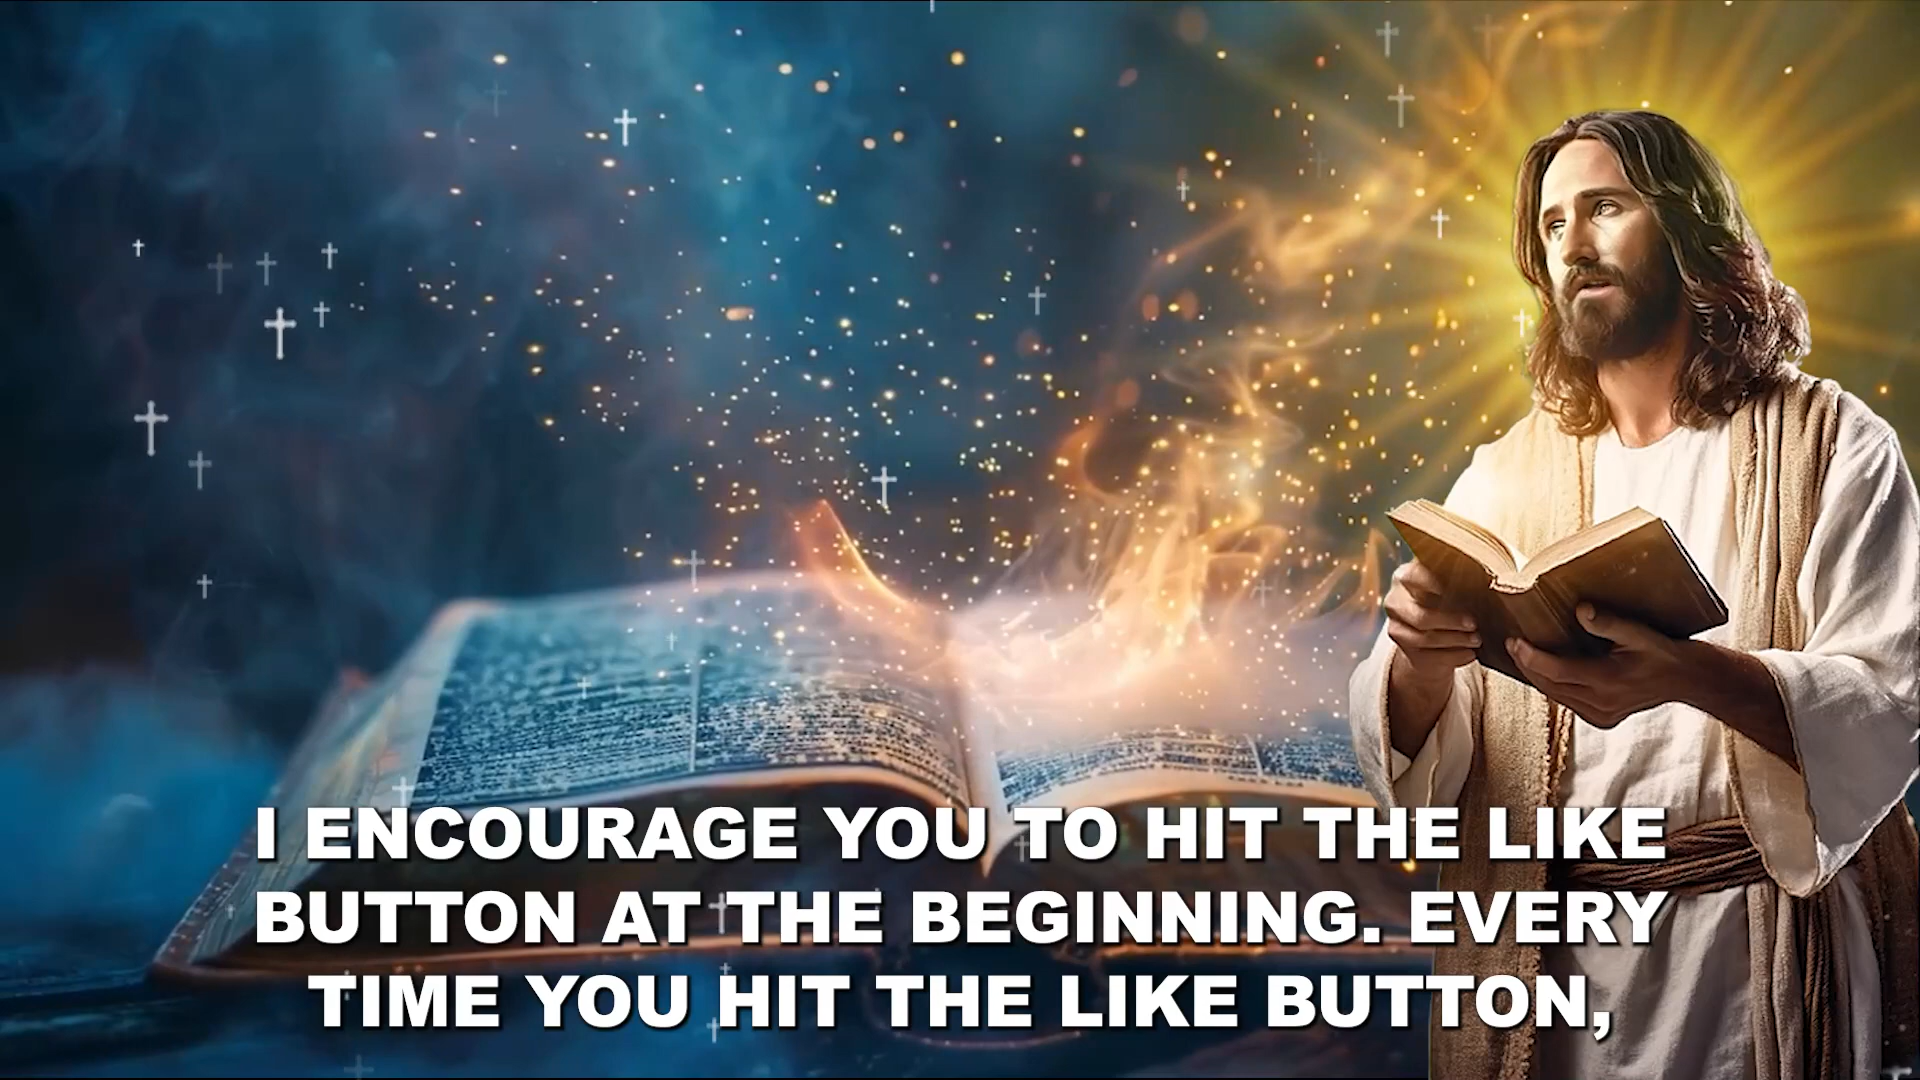 I ENCOURAGE YOU TO HIT THE LIKE
BUTTON AT THE BEGINNING. EVERY
TIME YOU HIT THE LIKE BUTTON,